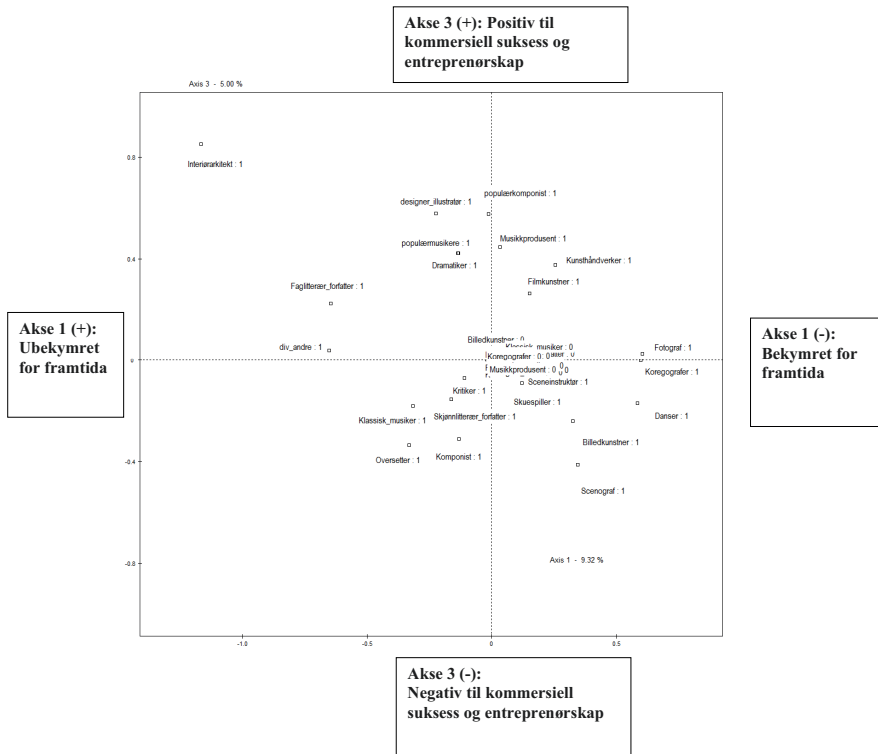 Akse 3 (+): Positiv til
kommersiell suksess og
entreprenørskap
Axis 3 - 5.00 %
0.8
Interiørarkitekt : 1
populærkomponist : 1
designer_illustratør : 1
populærmusikere : 1
Musikkprodusent : 1
0.4
Dramatiker : 1
Kunsthåndverker : 1
Filmkunstner : 1
Faglitterær_forfatter : 1
Akse 1 (+):
Ubekymret
for framtida
Akse 1 (-):
Bekymret for
framtida
div_andre : 1
Billedkunstner : 0
Klassisk_musiker : 0
Fotograf : 1
0
Koregografer : 0
Koregografer : 1
Musikkprodusent : 0
Sceneinstruktør : 1
Kritiker : 1
Skuespiller : 1
Danser : 1
Klassisk_musiker : 1
Skjønnlitterær_forfatter : 1
-0.4
Oversetter : 1
Komponist : 1
Billedkunstner : 1
Scenograf : 1
-0.8
Axis 1 - 9.32 %
-1.0
-0.5
0
0.5
Akse 3 (-):
Negativ til kommersiell
suksess og entreprenørskap